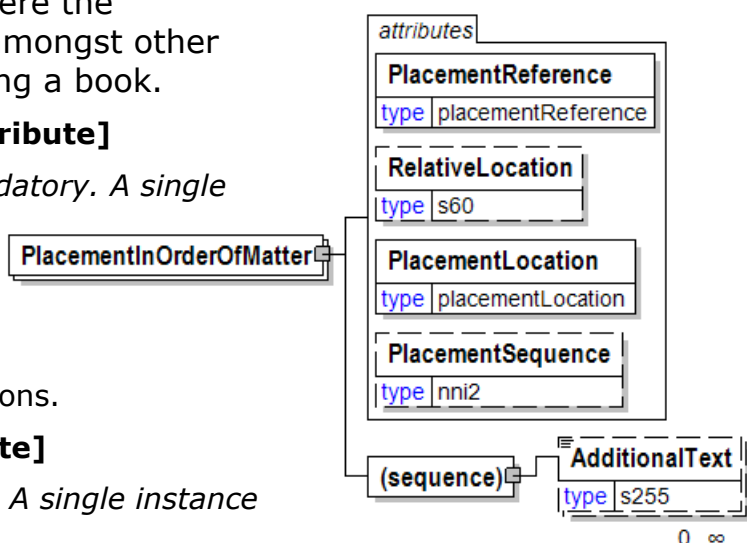 ere the
mongst other
ng a book.
ribute]
datory. A single
ons.
te]
A single instance
PlacementInOrderOfMatter
attributes
PlacementReference
type placementReference
RelativeLocation
type s60
PlacementLocation
type placementLocation
PlacementSequence
type nni2
(sequence)
AdditionalText
type s255
0 ∞